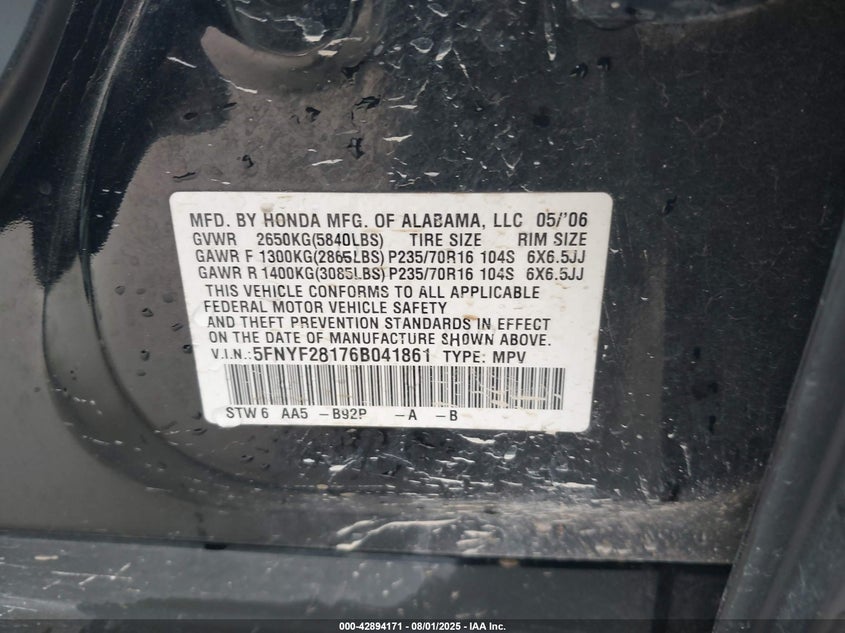 MFD. BY HONDA MFG. OF ALABAMA, LLC 05/'06
GVWR 2650KG(5840LBS) TIRE SIZE RIM SIZE
GAWR F 1300KG(2865LBS)P235/70R16 104S 6X6.5JJ
GAWR R 1400KG(3085LBS)P235/70R16 104S 6X6.5JJ
THIS VEHICLE CONFORMS TO ALL APPLICABLE
FEDERAL MOTOR VEHICLE SAFETY
AND THEFT PREVENTION STANDARDS IN EFFECT
ON THE DATE OF MANUFACTURE SHOWN ABOVE.
V.I.N.:5FNYF28176B041861 TYPE: MPV
STW6 AA5 -B92P -A -B
000-42894171 - 08/01/2025 - IAA Inc.